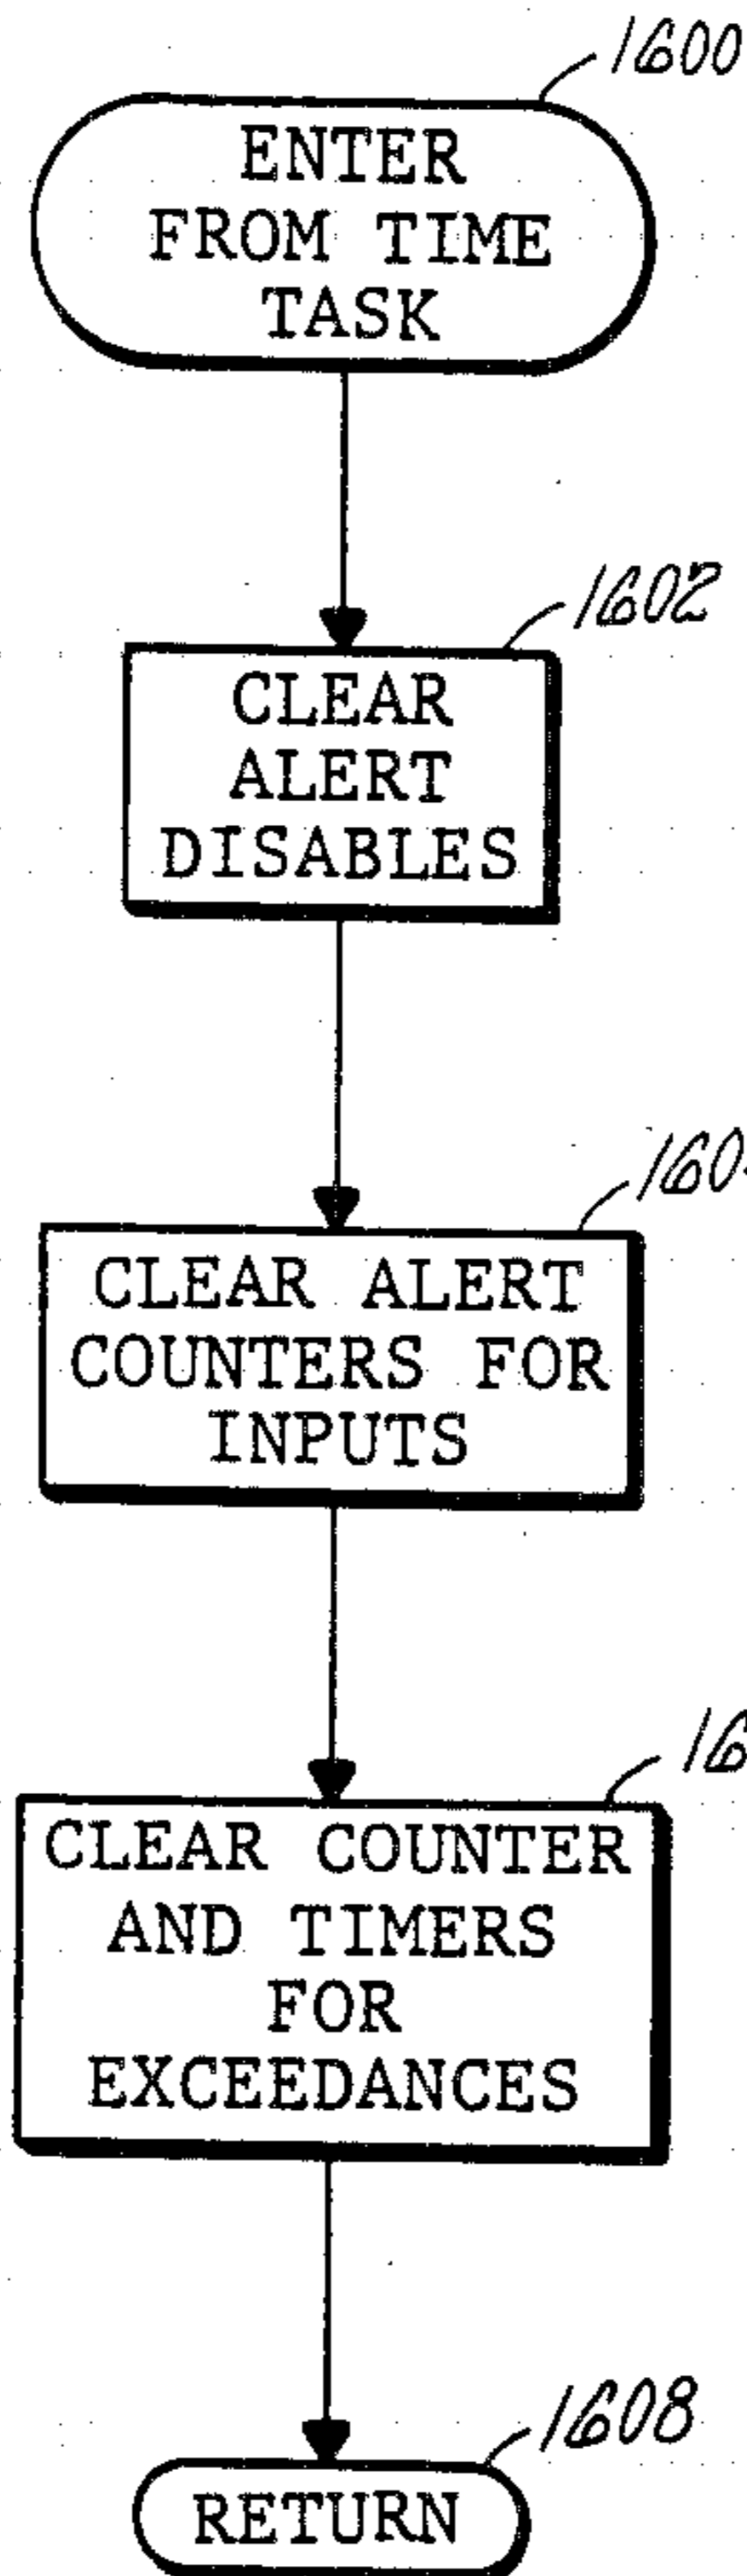 1600
ENTER
FROM TIME
TASK
1602
CLEAR
ALERT
DISABLES
CLEAR ALERT
COUNTERS FOR
INPUTS
CLEAR COUNTER
AND TIMERS
FOR
EXCEEDANCES
1608
RETURN